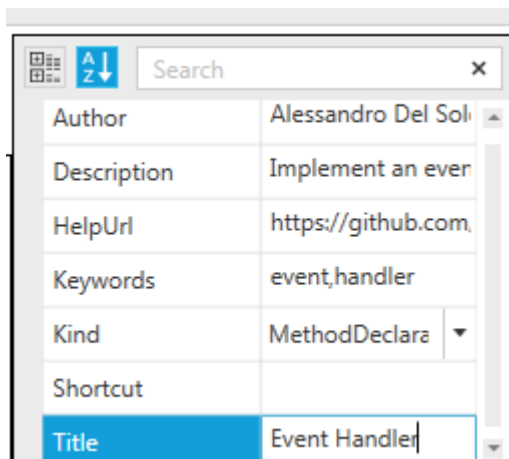 A Z Search
Author Alessandro Del Sol
Description Implement an even
HelpUrl https://github.com
Keywords event,handler
Kind MethodDeclara
Shortcut
Title Event Handler